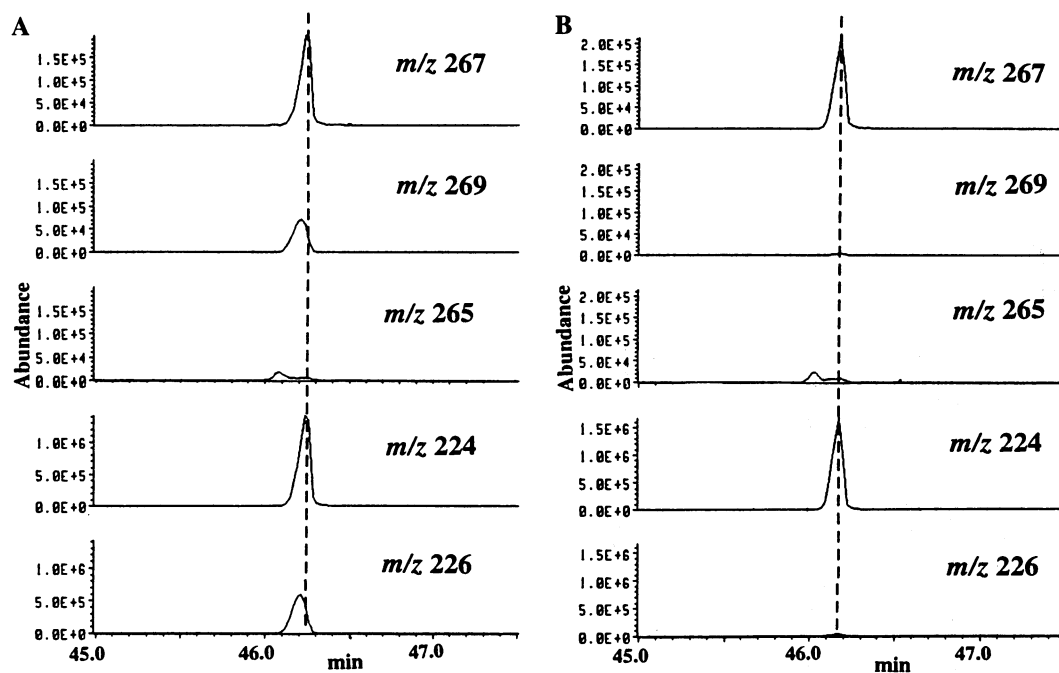 A
1.5E+5
1.0E+5
5.0E+4
0.0E+0
m/z 267
1.5E+5
1.0E+5
5.0E+4
0.0E+0
m/z 269
1.5E+5
1.0E+5
5.0E+4
0.0E+0
m/z 265
1.0E+6
5.0E+5
0.0E+0
m/z 224
1.0E+6
5.0E+5
0.0E+0
m/z 226
Abundance
45.0 46.0 47.0
min
B
2.0E+5
1.5E+5
1.0E+5
5.0E+4
0.0E+0
m/z 267
2.0E+5
1.5E+5
1.0E+5
5.0E+4
0.0E+0
m/z 269
2.0E+5
1.5E+5
1.0E+5
5.0E+4
0.0E+0
m/z 265
1.5E+6
1.0E+6
5.0E+5
0.0E+0
m/z 224
1.5E+6
1.0E+6
5.0E+5
0.0E+0
m/z 226
Abundance
45.0 46.0 47.0
min